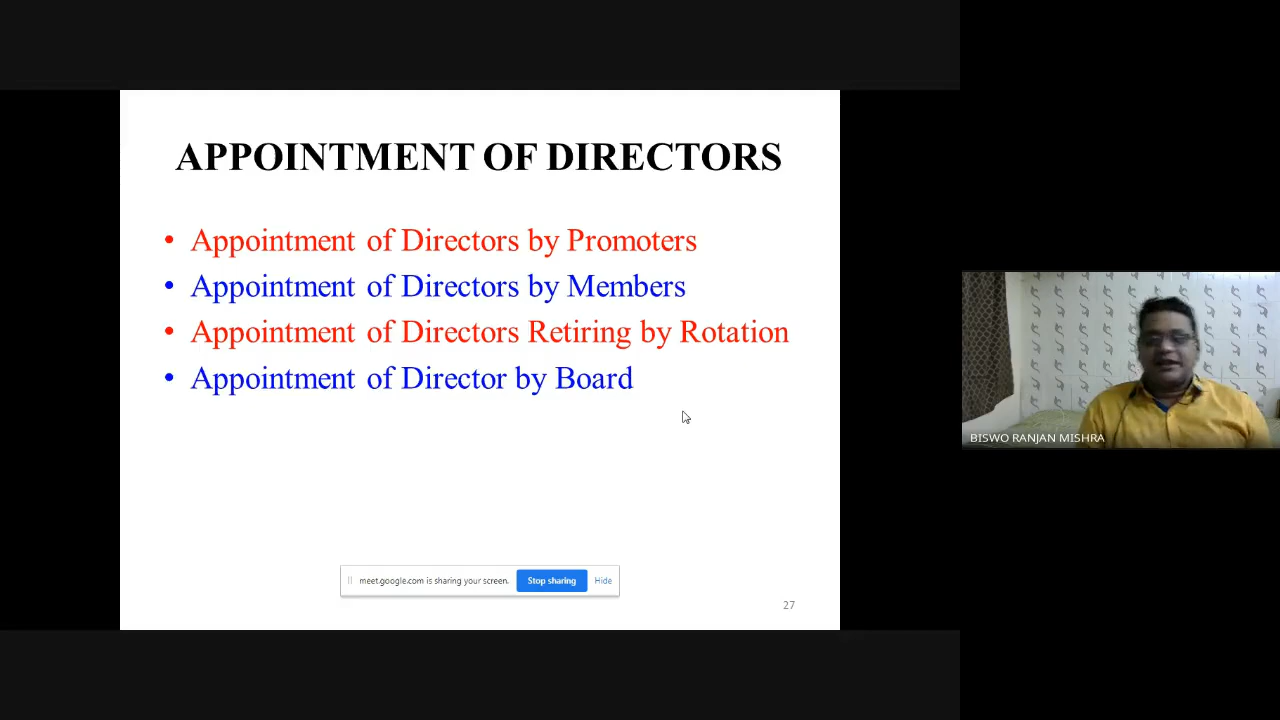 APPOINTMENT OF DIRECTORS
• Appointment of Directors by Promoters
• Appointment of Directors by Members
• Appointment of Directors Retiring by Rotation
• Appointment of Director by Board
meet.google.com is sharing your screen. Stop sharing Hide
27
BISWO RANJAN MISHRA